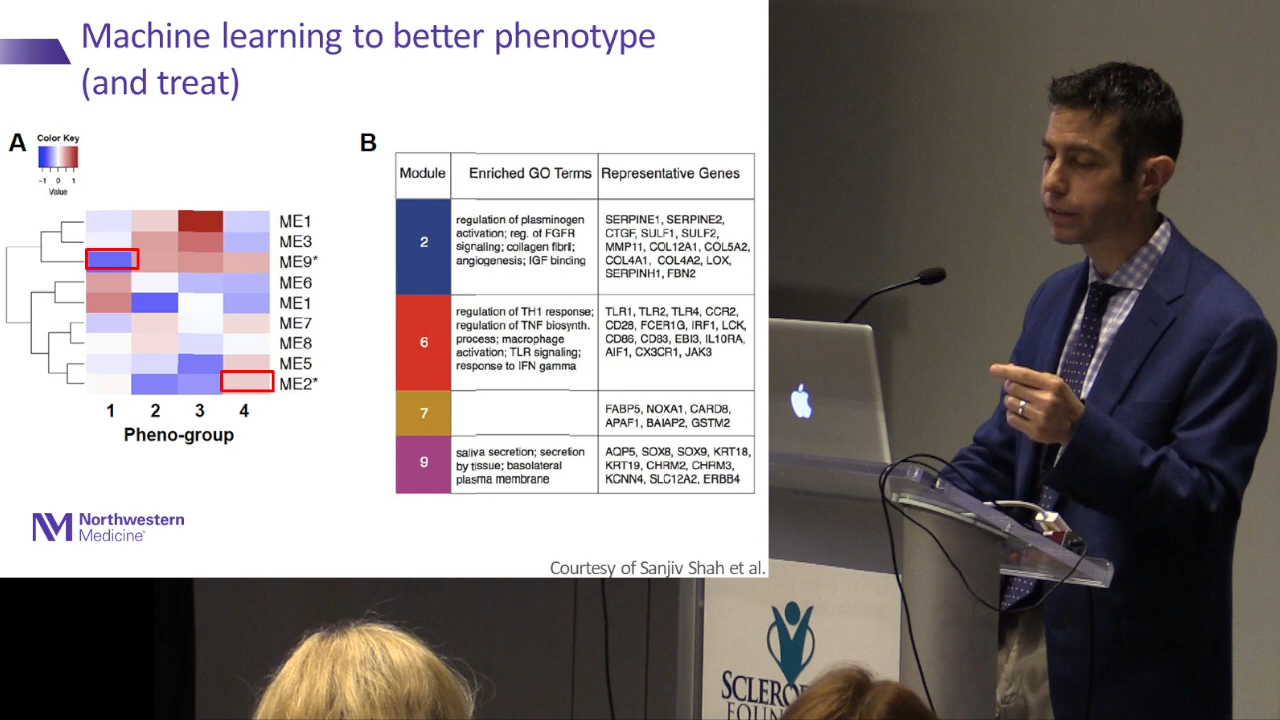 Machine learning to better phenotype
(and treat)
A
Color Key
−1 0 1
Value
ME1
ME3
ME9*
ME6
ME1
ME7
ME8
ME5
ME2*
1 2 3 4
Pheno-group
B
Module Enriched GO Terms Representative Genes
2
regulation of plasminogen
activation; reg. of FGFR
signaling; collagen fibril;
angiogenesis; IGF binding
SERPINE1, SERPINE2,
CTGF, SULF1, SULF2,
MMP11, COL12A1, COL5A2,
COL4A1, COL4A2, LOX,
SERPINH1, FBN2
6
regulation of TH1 response;
regulation of TNF biosynth.
process; macrophage
activation; TLR signaling;
response to IFN gamma
TLR1, TLR2, TLR4, CCR2,
CD28, FCER1G, IRF1, LCK,
CD86, CD83, EBI3, IL10RA,
AIF1, CX3CR1, JAK3
7
FABP5, NOXA1, CARD8,
APAF1, BAIAP2, GSTM2
9
saliva secretion; secretion
by tissue; basolateral
plasma membrane
AQP5, SOX8, SOX9, KRT18,
KRT19, CHRM2, CHRM3,
KCNN4, SLC12A2, ERBB4
NM Northwestern
Medicine
Courtesy of Sanjiv Shah et al.
SCLERO
FOUN